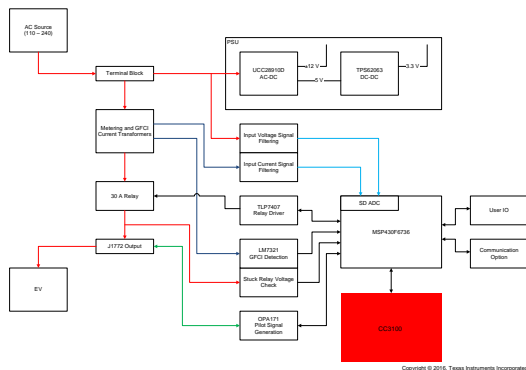 AC Source
(110 – 240)
PSU
UCC28910D
AC-DC
±12 V
5 V
TPS62063
DC-DC
3.3 V
Terminal Block
Metering and GFCI
Current Transformers
Input Voltage Signal
Filtering
Input Current Signal
Filtering
30 A Relay
TLP7407
Relay Driver
SD ADC
MSP430F6736
User IO
Communication
Option
J1772 Output
LM7321
GFCI Detection
Stuck Relay Voltage
Check
EV
OPA171
Pilot Signal
Generation
CC3100
Copyright © 2016, Texas Instruments Incorporated